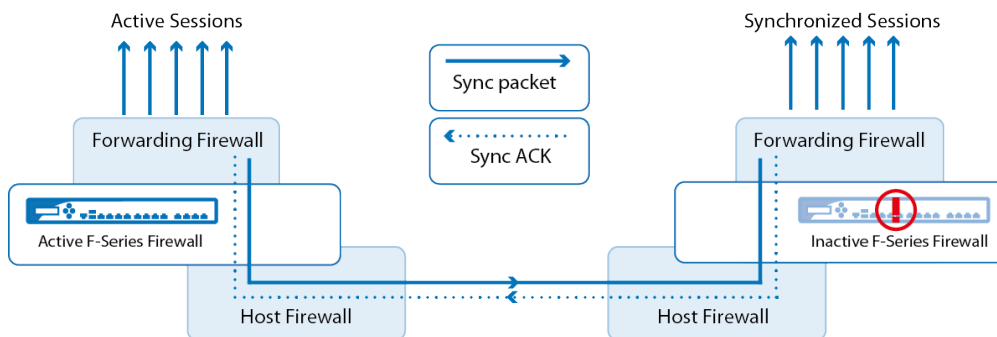 Active Sessions
Synchronized Sessions
Sync packet
Forwarding Firewall
Forwarding Firewall
Sync ACK
Active F-Series Firewall
Inactive F-Series Firewall
Host Firewall
Host Firewall